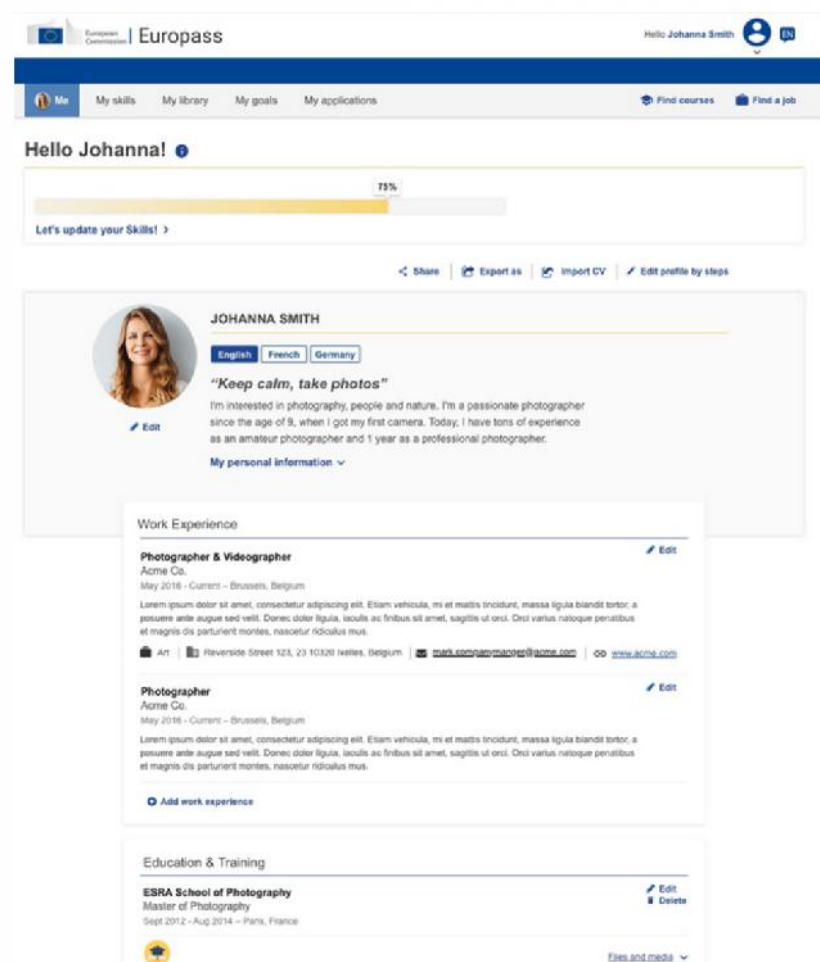 European
Commission
Europass
Hello Johanna Smith
EN
Me
My skills
My library
My goals
My applications
Find courses
Find a job
Hello Johanna!
75%
Let's update your Skills!
Share
Export as
Import CV
Edit profile by steps
JOHANNA SMITH
English
French
Germany
“Keep calm, take photos”
I'm interested in photography, people and nature. I'm a passionate photographer
since the age of 9, when I got my first camera. Today, I have tons of experience
as an amateur photographer and 1 year as a professional photographer.
Edit
My personal information
Work Experience
Photographer & Videographer
Edit
Acme Co.
May 2016 - Current – Brussels, Belgium
Lorem ipsum dolor sit amet, consectetur adipiscing elit. Etiam vehicula, mi et mattis tincidunt, massa ligula blandit tortor, a
posuere ante augue sed velit. Donec dolor ligula, iaculis ac finibus sit amet, sagittis ut orci. Orci varius natoque penatibus
et magnis dis parturient montes, nascetur ridiculus mus.
Art
Reverside Street 123, 23 10320 Ixelles, Belgium
mark.companymanger@acme.com
www.acme.com
Photographer
Edit
Acme Co.
May 2016 - Current – Brussels, Belgium
Lorem ipsum dolor sit amet, consectetur adipiscing elit. Etiam vehicula, mi et mattis tincidunt, massa ligula blandit tortor, a
posuere ante augue sed velit. Donec dolor ligula, iaculis ac finibus sit amet, sagittis ut orci. Orci varius natoque penatibus
et magnis dis parturient montes, nascetur ridiculus mus.
Add work experience
Education & Training
ESRA School of Photography
Edit
Master of Photography
Delete
Sept 2012 - Aug 2014 – Paris, France
Files and media